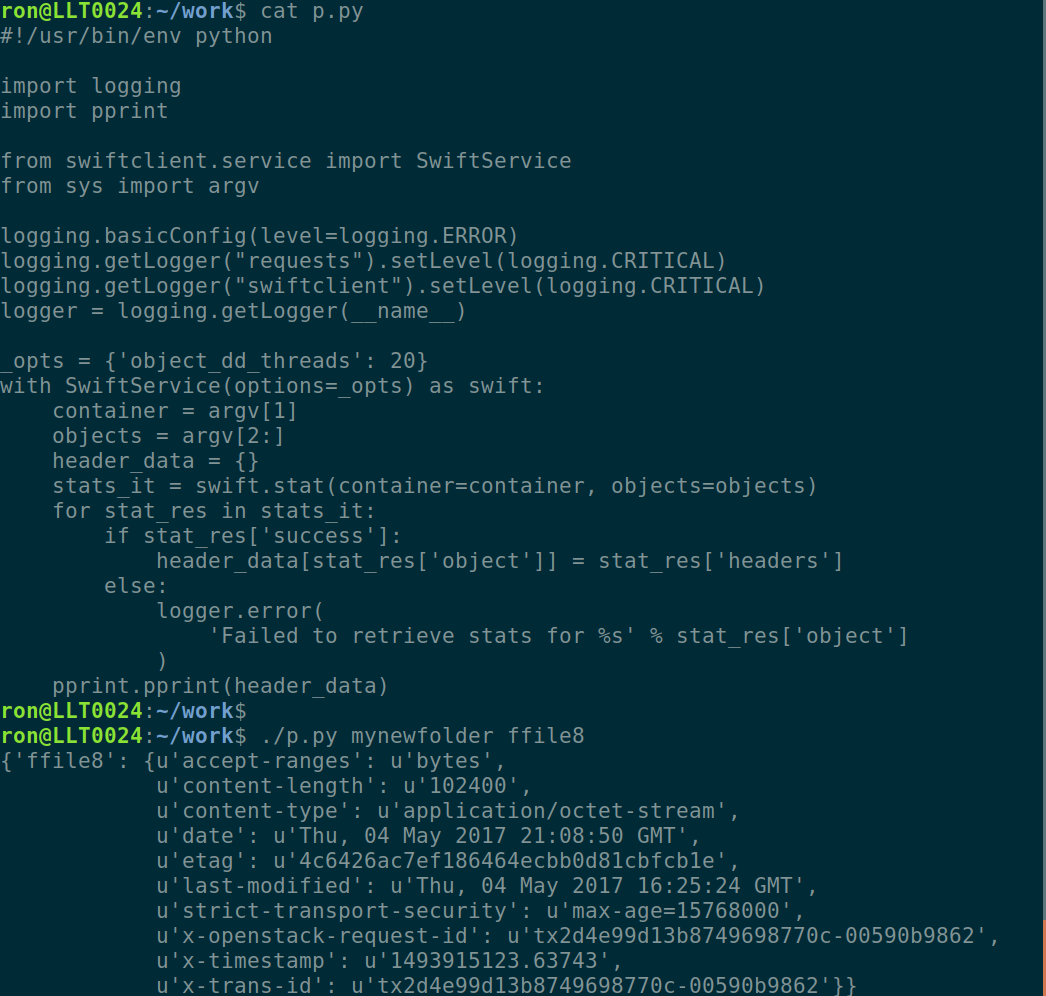 ron@LLT0024:~/work$ cat p.py
#!/usr/bin/env python

import logging
import pprint

from swiftclient.service import SwiftService
from sys import argv

logging.basicConfig(level=logging.ERROR)
logging.getLogger("requests").setLevel(logging.CRITICAL)
logging.getLogger("swiftclient").setLevel(logging.CRITICAL)
logger = logging.getLogger(__name__)

_opts = {'object_dd_threads': 20}
with SwiftService(options=_opts) as swift:
    container = argv[1]
    objects = argv[2:]
    header_data = {}
    stats_it = swift.stat(container=container, objects=objects)
    for stat_res in stats_it:
        if stat_res['success']:
            header_data[stat_res['object']] = stat_res['headers']
        else:
            logger.error(
                'Failed to retrieve stats for %s' % stat_res['object']
            )
    pprint.pprint(header_data)
ron@LLT0024:~/work$
ron@LLT0024:~/work$ ./p.py mynewfolder ffile8
{'ffile8': {u'accept-ranges': u'bytes',
            u'content-length': u'102400',
            u'content-type': u'application/octet-stream',
            u'date': u'Thu, 04 May 2017 21:08:50 GMT',
            u'etag': u'4c6426ac7ef186464ecbb0d81cbfcb1e',
            u'last-modified': u'Thu, 04 May 2017 16:25:24 GMT',
            u'strict-transport-security': u'max-age=15768000',
            u'x-openstack-request-id': u'tx2d4e99d13b8749698770c-00590b9862',
            u'x-timestamp': u'1493915123.63743',
            u'x-trans-id': u'tx2d4e99d13b8749698770c-00590b9862'}}